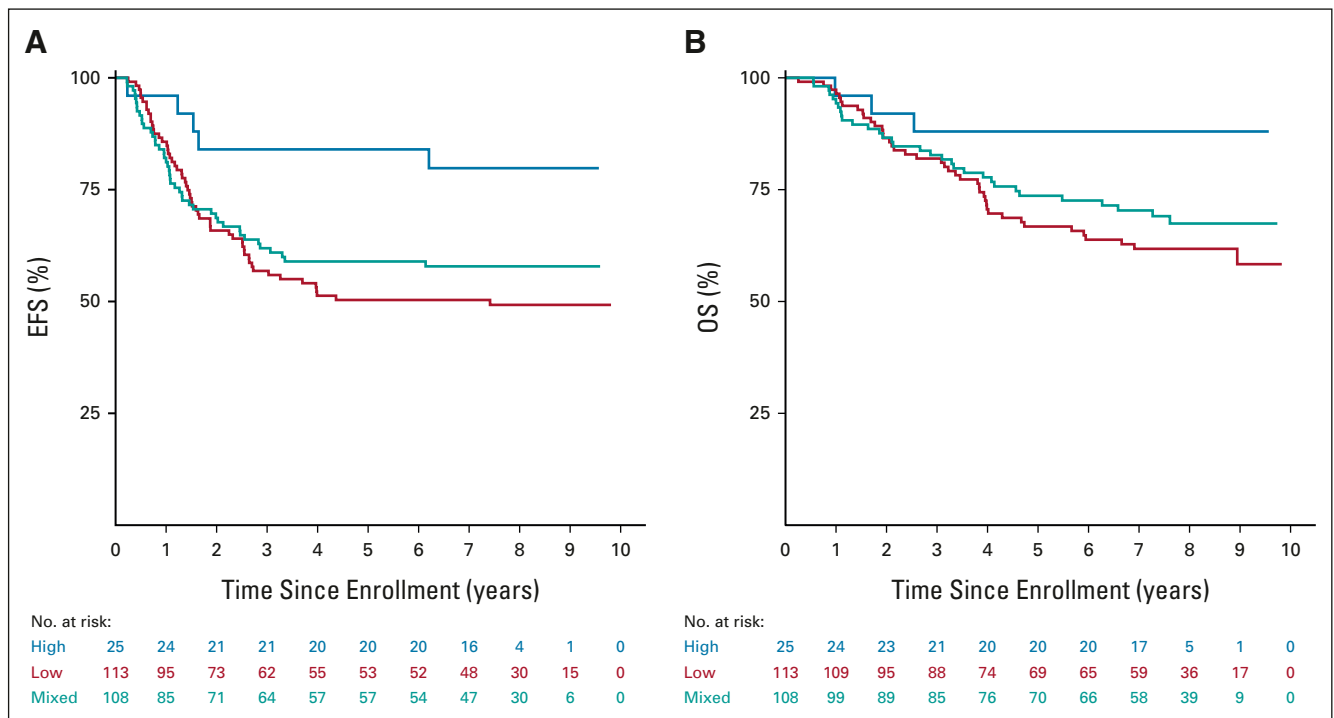 A
100
75
50
25
EFS (%)
0 1 2 3 4 5 6 7 8 9 10
Time Since Enrollment (years)
No. at risk:
High 25 24 21 21 20 20 20 16 4 1 0
Low 113 95 73 62 55 53 52 48 30 15 0
Mixed 108 85 71 64 57 57 54 47 30 6 0
B
100
75
50
25
OS (%)
0 1 2 3 4 5 6 7 8 9 10
Time Since Enrollment (years)
No. at risk:
High 25 24 23 21 20 20 20 17 5 1 0
Low 113 109 95 88 74 69 65 59 36 17 0
Mixed 108 99 89 85 76 70 66 58 39 9 0